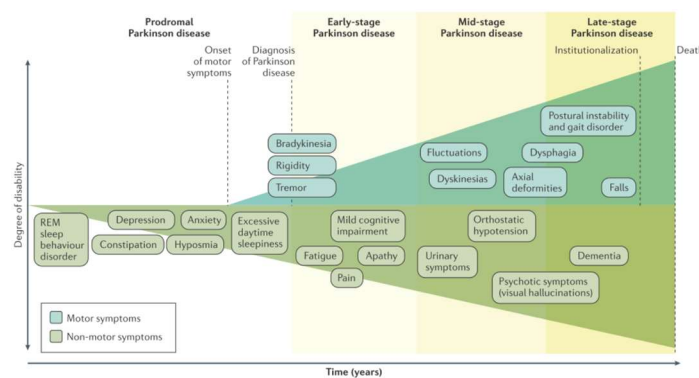 Prodromal
Parkinson disease
Early-stage
Parkinson disease
Mid-stage
Parkinson disease
Late-stage
Parkinson disease
Onset
of motor
symptoms
Diagnosis
of Parkinson
disease
Institutionalization
Death
Degree of disability
Bradykinesia
Rigidity
Tremor
Fluctuations
Dyskinesias
Postural instability
and gait disorder
Dysphagia
Axial
deformities
Falls
REM
sleep
behaviour
disorder
Depression
Anxiety
Constipation
Hyposmia
Excessive
daytime
sleepiness
Mild cognitive
impairment
Fatigue
Apathy
Pain
Orthostatic
hypotension
Urinary
symptoms
Psychotic symptoms
(visual hallucinations)
Dementia
Motor symptoms
Non-motor symptoms
Time (years)